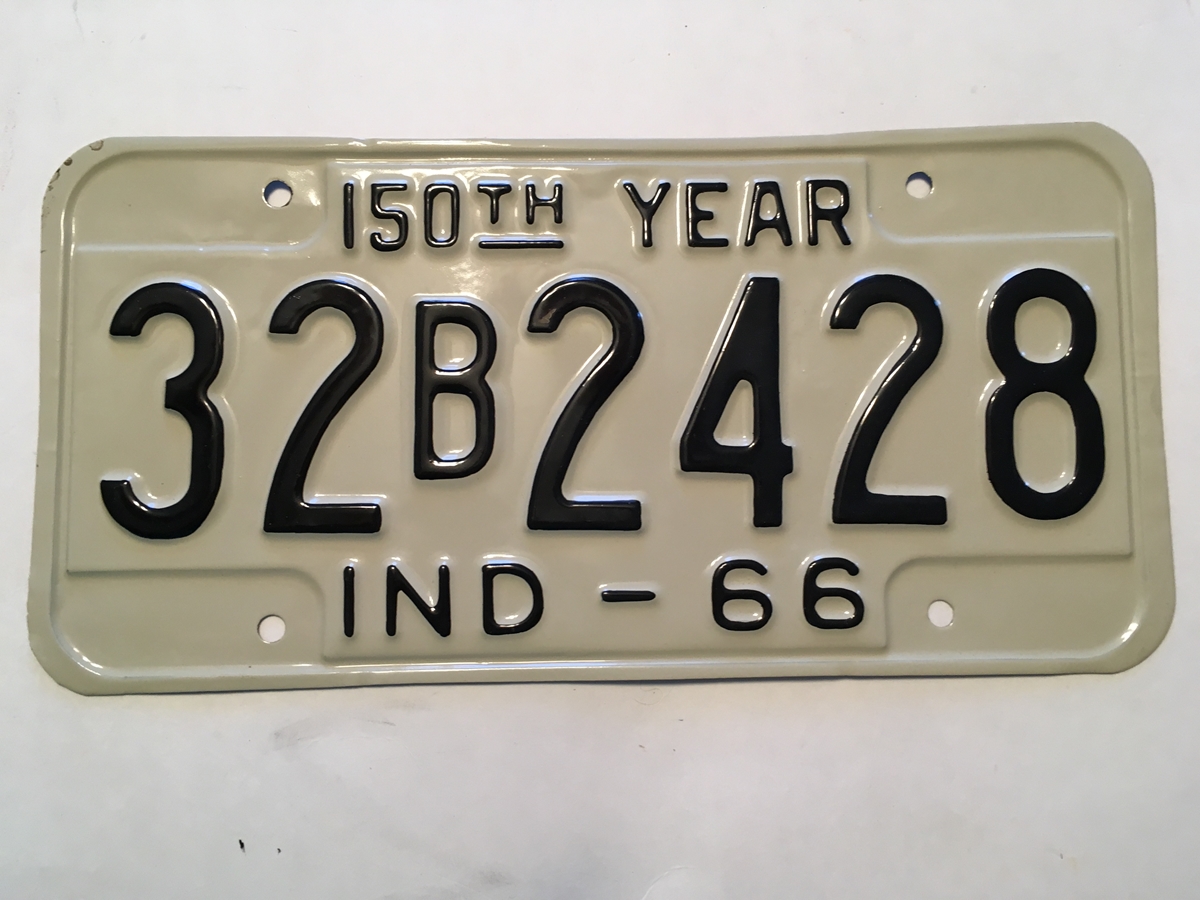 150TH YEAR
32B2428
IND - 66